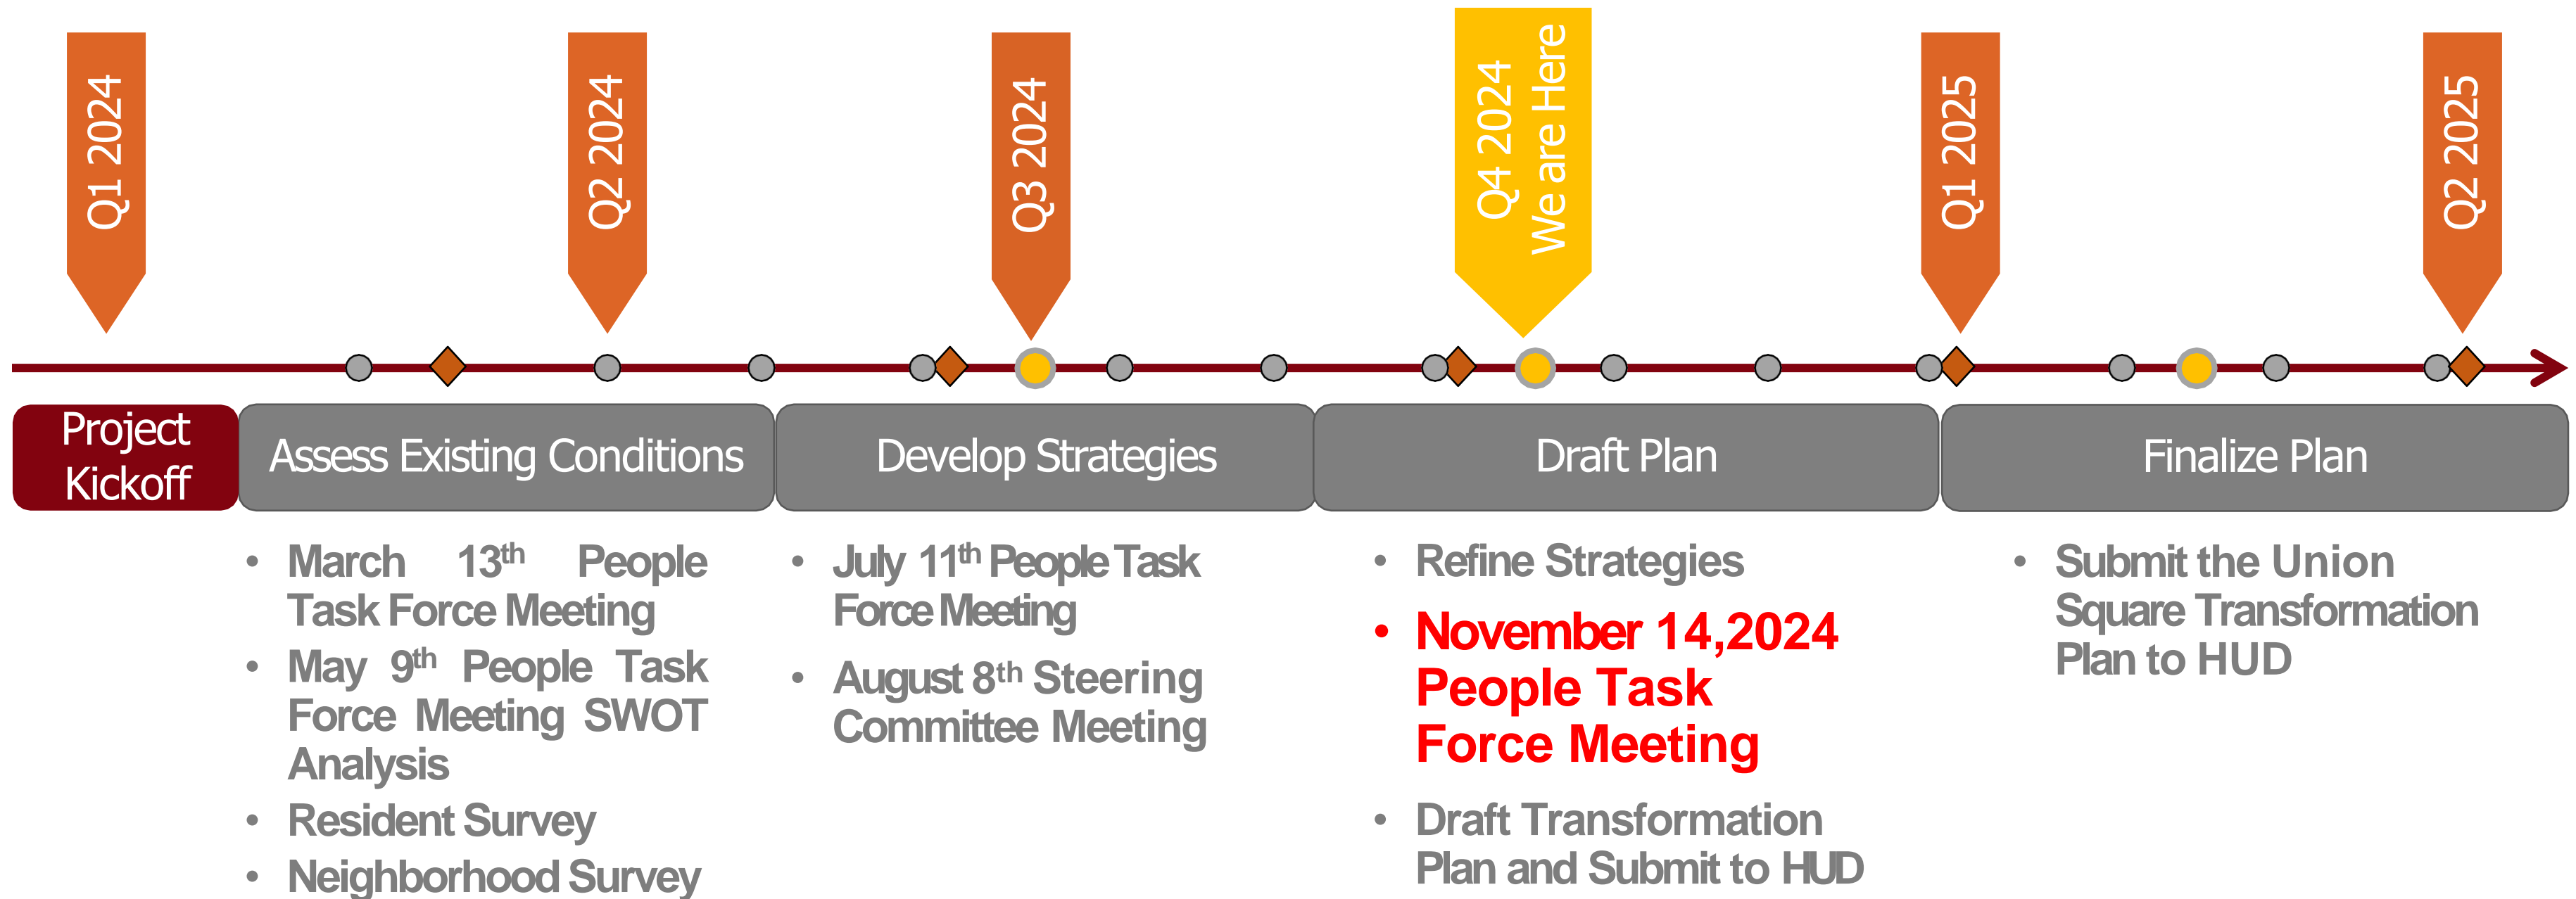 Q1 2024
Q2 2024
Q3 2024
Q4 2024
We are Here
Q1 2025
Q2 2025
Project
Kickoff
Assess Existing Conditions
Develop Strategies
Draft Plan
Finalize Plan
• March 13th People
Task Force Meeting
• May 9th People Task
Force Meeting SWOT
Analysis
• Resident Survey
• Neighborhood Survey
• July 11th People Task
Force Meeting
• August 8th Steering
Committee Meeting
• Refine Strategies
• November 14,2024
People Task
Force Meeting
• Draft Transformation
Plan and Submit to HUD
• Submit the Union
Square Transformation
Plan to HUD